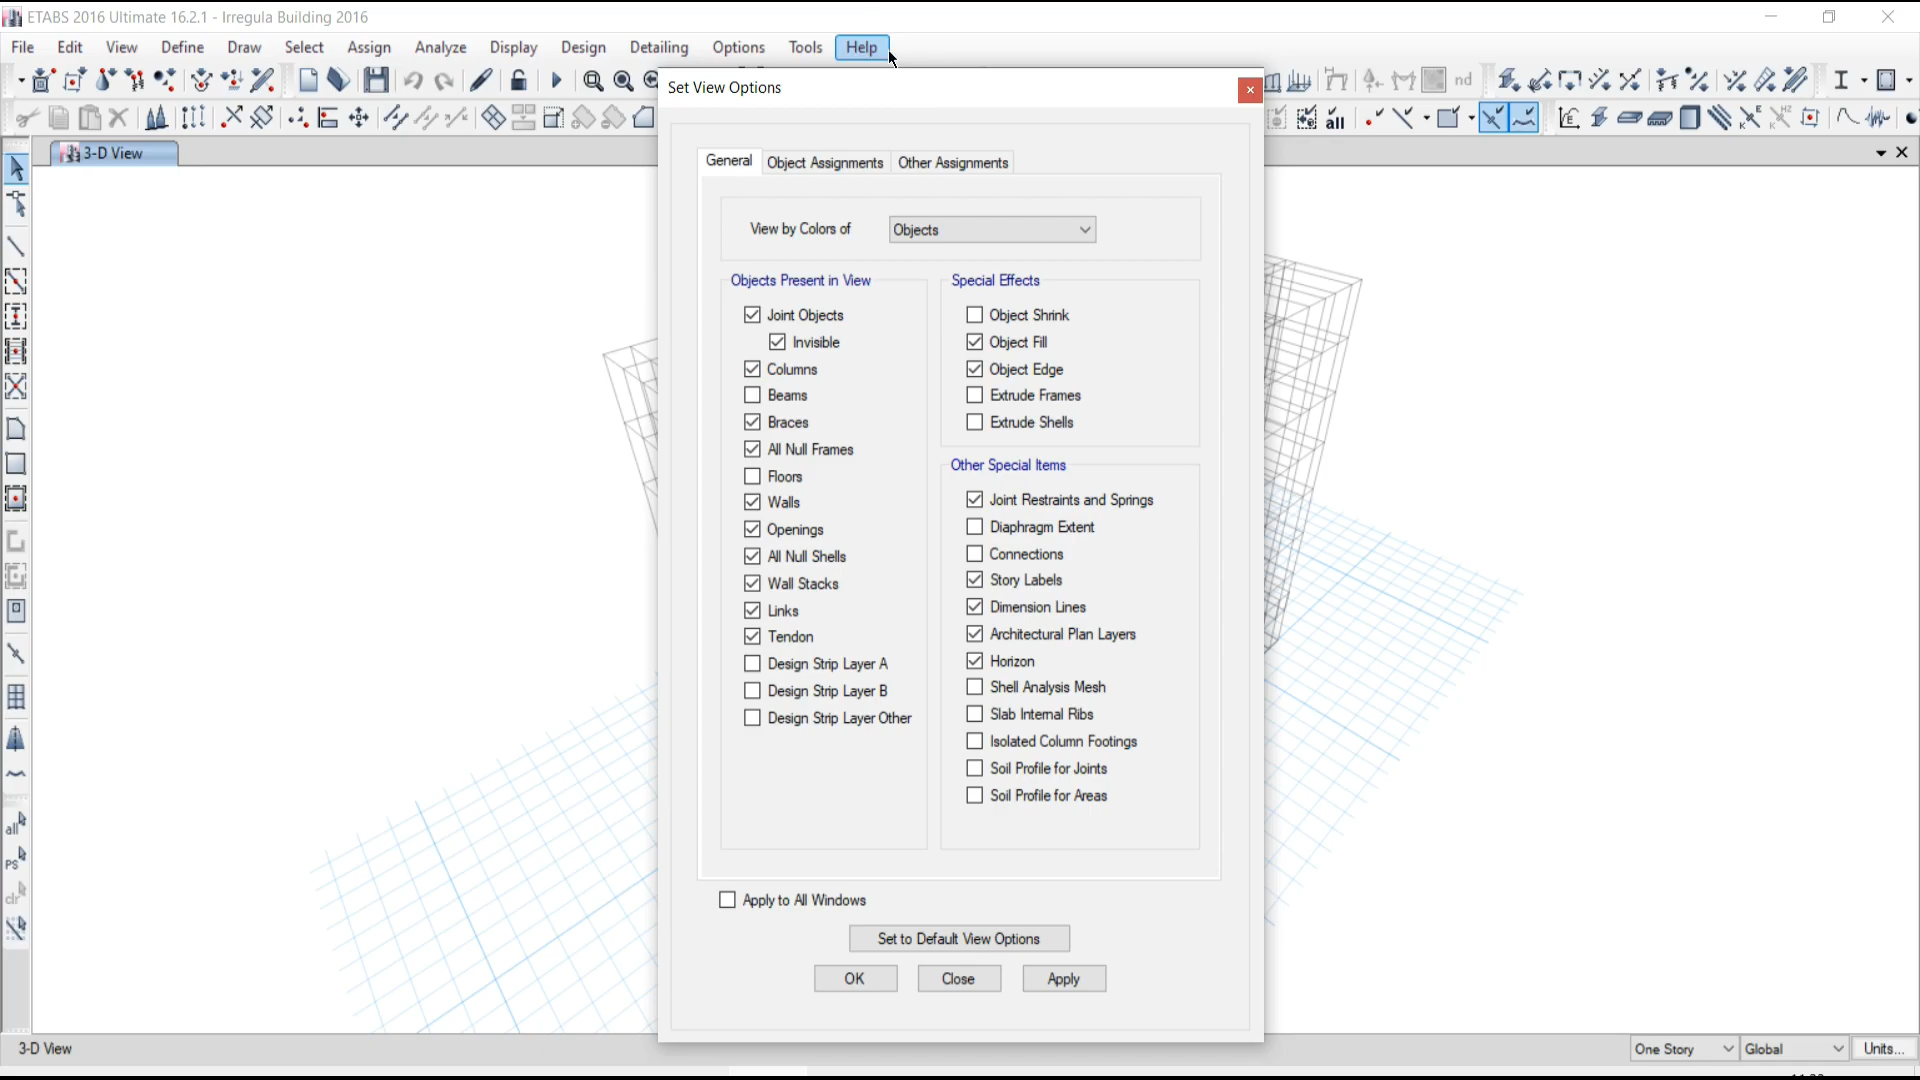 ETABS 2016 Ultimate 16.2.1 - Irregula Building 2016
File Edit View Define Draw Select Assign Analyze Display Design Detailing Options Tools Help
nd
all
3-D View
Set View Options
General Object Assignments Other Assignments
View by Colors of Objects
Objects Present in View
Joint Objects
Invisible
Columns
Beams
Braces
All Null Frames
Floors
Walls
Openings
All Null Shells
Wall Stacks
Links
Tendon
Design Strip Layer A
Design Strip Layer B
Design Strip Layer Other
Special Effects
Object Shrink
Object Fill
Object Edge
Extrude Frames
Extrude Shells
Other Special Items
Joint Restraints and Springs
Diaphragm Extent
Connections
Story Labels
Dimension Lines
Architectural Plan Layers
Horizon
Shell Analysis Mesh
Slab Internal Ribs
Isolated Column Footings
Soil Profile for Joints
Soil Profile for Areas
Apply to All Windows
Set to Default View Options
OK Close Apply
all
PS
clr
3-D View
One Story Global Units...